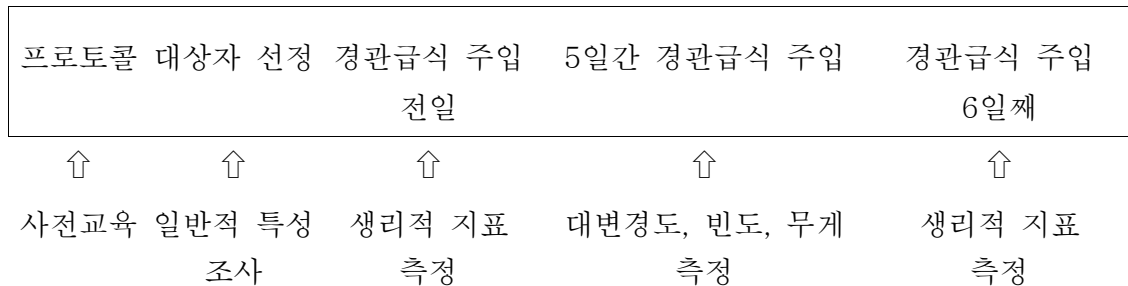 프로토콜 대상자 선정 경관급식 주입 5일간 경관급식 주입 경관급식 주입
전일 6일째
⇧ ⇧ ⇧ ⇧ ⇧
사전교육 일반적 특성 생리적 지표 대변경도, 빈도, 무게 생리적 지표
조사 측정 측정 측정